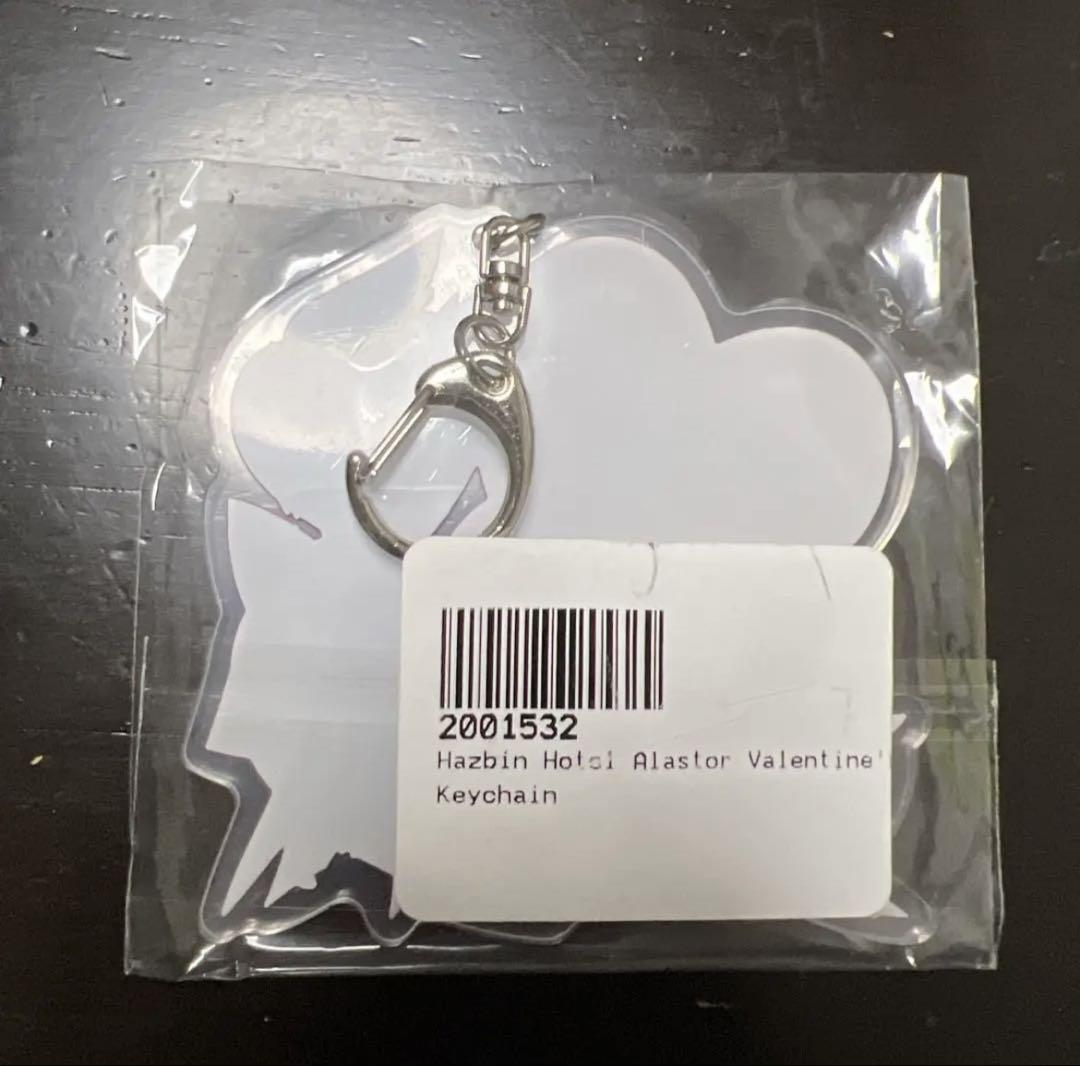 2001532
Hazbin Hotel Alastor Valentine'
Keychain